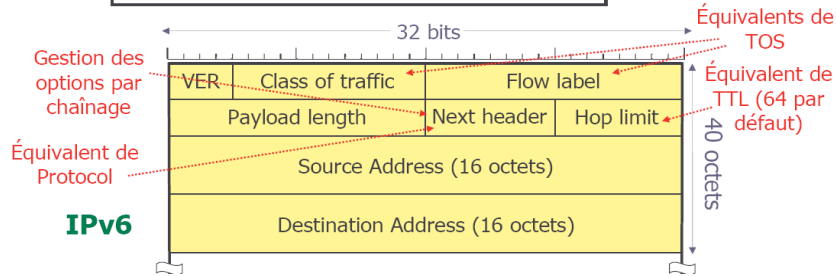 32 bits
Équivalents de
TOS
Gestion des
options par
chaînage
VER
Class of traffic
Flow label
Équivalent de
TTL (64 par
défaut)
Payload length
Next header
Hop limit
40 octets
Équivalent de
Protocol
Source Address (16 octets)
IPv6
Destination Address (16 octets)